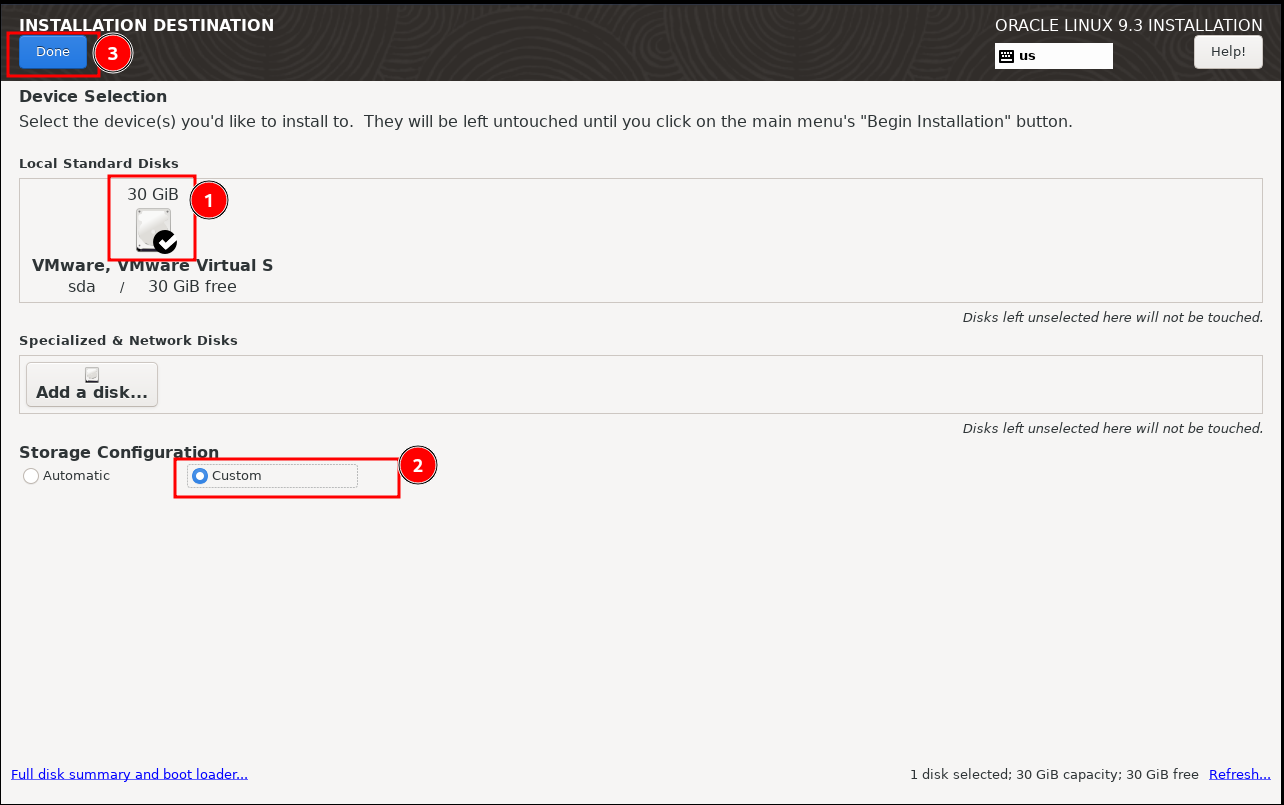 INSTALLATION DESTINATION
ORACLE LINUX 9.3 INSTALLATION
Done
3
us
Help!
Device Selection
Select the device(s) you'd like to install to.  They will be left untouched until you click on the main menu's "Begin Installation" button.
Local Standard Disks
30 GiB
1
VMware, VMware Virtual S
sda / 30 GiB free
Disks left unselected here will not be touched.
Specialized & Network Disks
Add a disk...
Disks left unselected here will not be touched.
Storage Configuration
Automatic
Custom
2
Full disk summary and boot loader...
1 disk selected; 30 GiB capacity; 30 GiB free
Refresh...